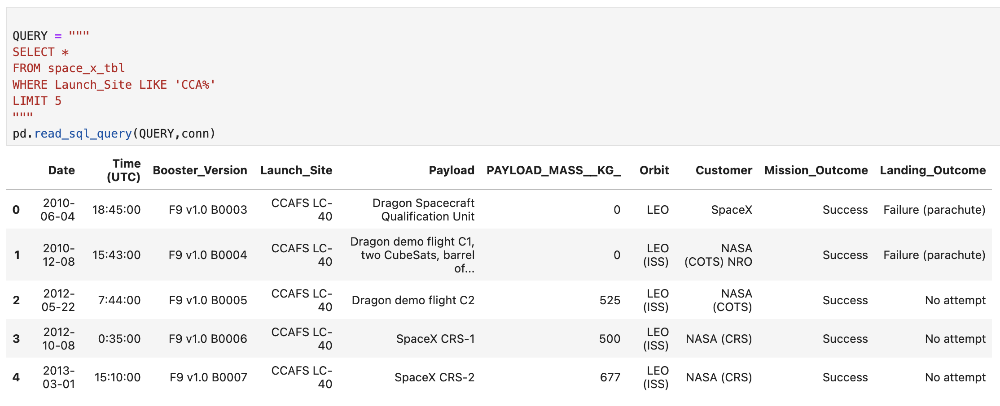 QUERY = """
SELECT *
FROM space_x_tbl
WHERE Launch_Site LIKE 'CCA%'
LIMIT 5
"""
pd.read_sql_query(QUERY,conn)
Date Time (UTC) Booster_Version Launch_Site Payload PAYLOAD_MASS__KG_ Orbit Customer Mission_Outcome Landing_Outcome
0 2010-06-04 18:45:00 F9 v1.0 B0003 CCAFS LC-40 Dragon Spacecraft Qualification Unit 0 LEO SpaceX Success Failure (parachute)
1 2010-12-08 15:43:00 F9 v1.0 B0004 CCAFS LC-40 Dragon demo flight C1, two CubeSats, barrel of... 0 LEO (ISS) NASA (COTS) NRO Success Failure (parachute)
2 2012-05-22 7:44:00 F9 v1.0 B0005 CCAFS LC-40 Dragon demo flight C2 525 LEO (ISS) NASA (COTS) Success No attempt
3 2012-10-08 0:35:00 F9 v1.0 B0006 CCAFS LC-40 SpaceX CRS-1 500 LEO (ISS) NASA (CRS) Success No attempt
4 2013-03-01 15:10:00 F9 v1.0 B0007 CCAFS LC-40 SpaceX CRS-2 677 LEO (ISS) NASA (CRS) Success No attempt